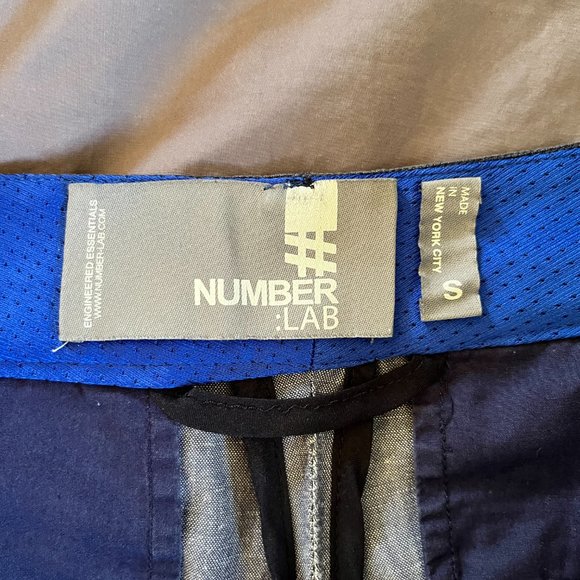 ENGINEERED ESSENTIALS
WWW.NUMBER-LAB.COM
#
NUMBER
:LAB
MADE
IN
NEW YORK CITY
S